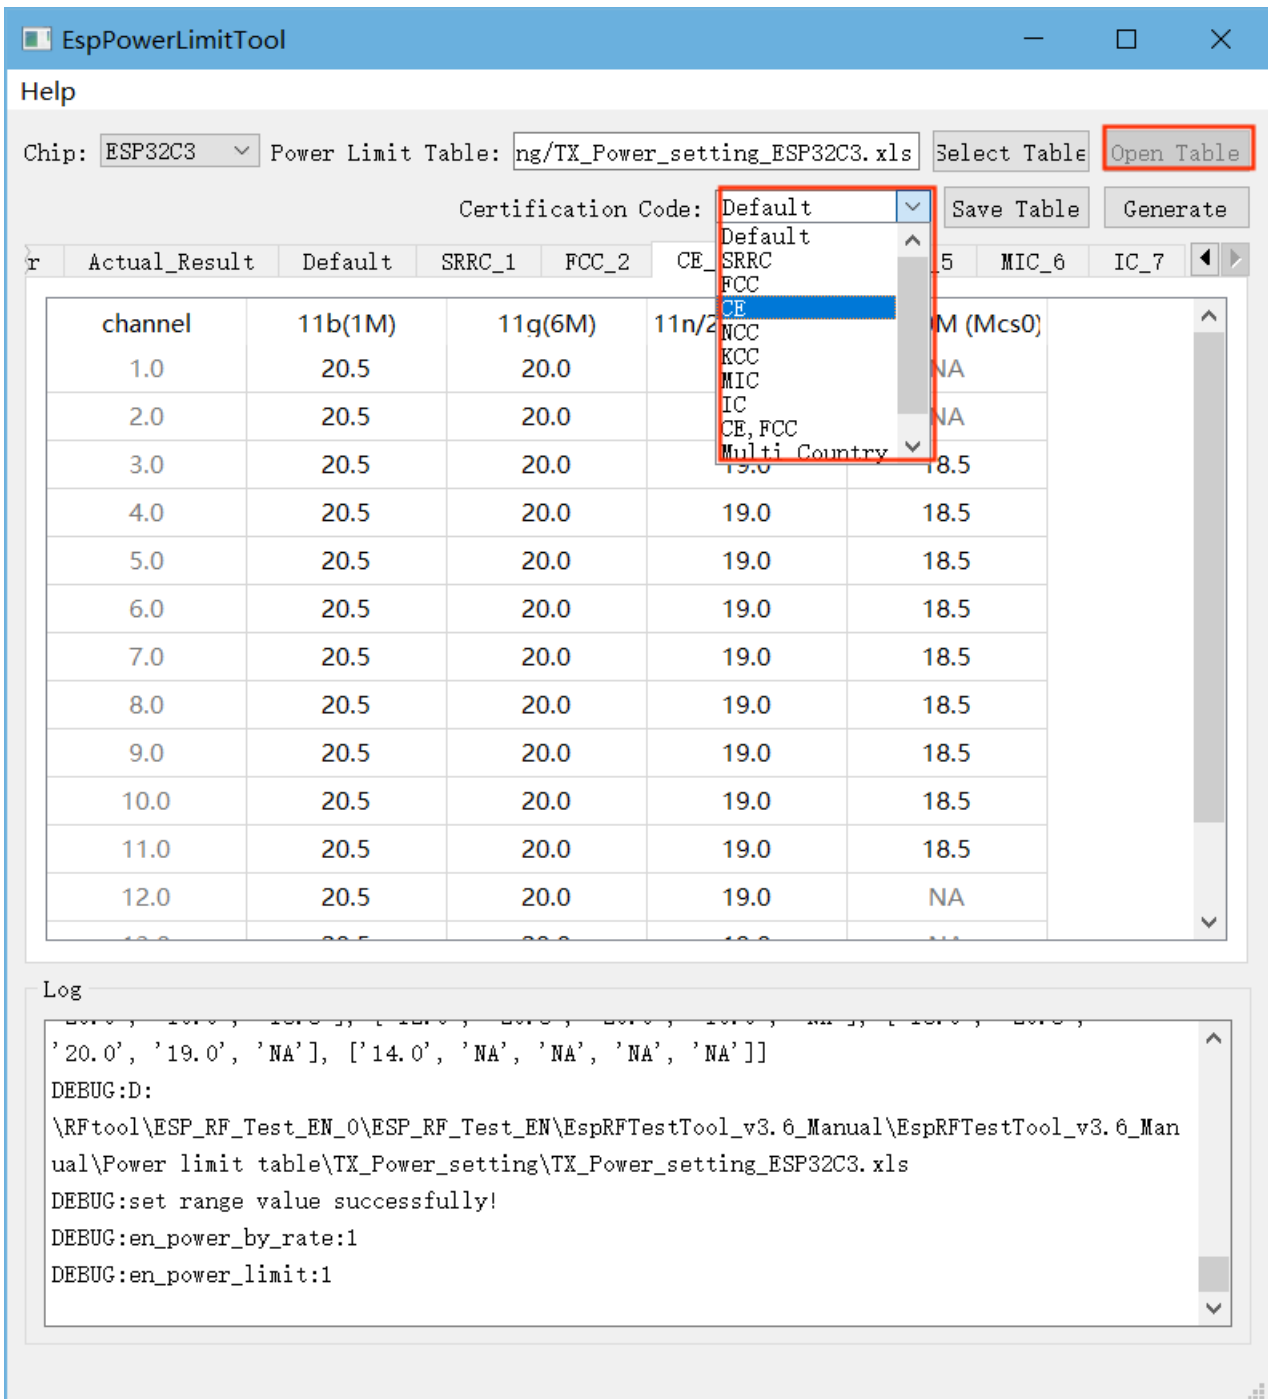 EspPowerLimitTool
Help
Chip: ESP32C3 Power Limit Table: ng/TX_Power_setting_ESP32C3.xls Select Table Open Table
Certification Code: Default Save Table Generate
Default
SRRC
FCC
CE
NCC
KCC
MIC
IC
CE,FCC
Multi Country
r Actual_Result Default SRRC_1 FCC_2 CE_ _5 MIC_6 IC_7
channel 11b(1M) 11g(6M) 11n/2 M (Mcs0)
1.0 20.5 20.0 NA
2.0 20.5 20.0 NA
3.0 20.5 20.0 19.0 18.5
4.0 20.5 20.0 19.0 18.5
5.0 20.5 20.0 19.0 18.5
6.0 20.5 20.0 19.0 18.5
7.0 20.5 20.0 19.0 18.5
8.0 20.5 20.0 19.0 18.5
9.0 20.5 20.0 19.0 18.5
10.0 20.5 20.0 19.0 18.5
11.0 20.5 20.0 19.0 18.5
12.0 20.5 20.0 19.0 NA
Log
'20.0', '19.0', 'NA'], ['14.0', 'NA', 'NA', 'NA', 'NA']]
DEBUG:D:
\RFtool\ESP_RF_Test_EN_0\ESP_RF_Test_EN\EspRFTestTool_v3.6_Manual\EspRFTestTool_v3.6_Man
ual\Power limit table\TX_Power_setting\TX_Power_setting_ESP32C3.xls
DEBUG:set range value successfully!
DEBUG:en_power_by_rate:1
DEBUG:en_power_limit:1